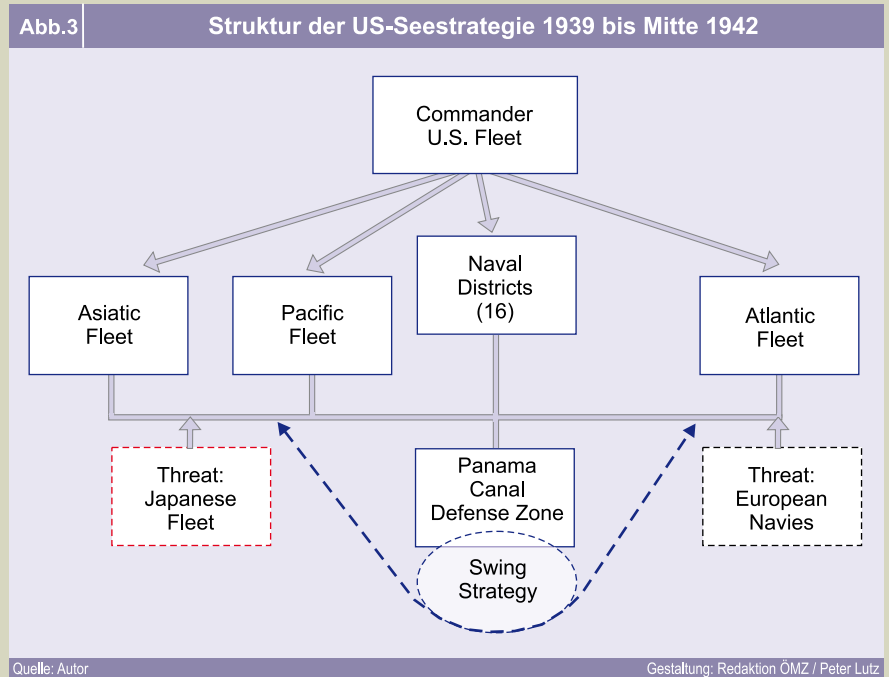 Abb.3
Struktur der US-Seestrategie 1939 bis Mitte 1942
Commander
U.S. Fleet
Asiatic
Fleet
Pacific
Fleet
Naval
Districts
(16)
Atlantic
Fleet
Threat:
Japanese
Fleet
Panama
Canal
Defense Zone
Threat:
European
Navies
Swing
Strategy
Quelle: Autor
Gestaltung: Redaktion ÖMZ / Peter Lutz